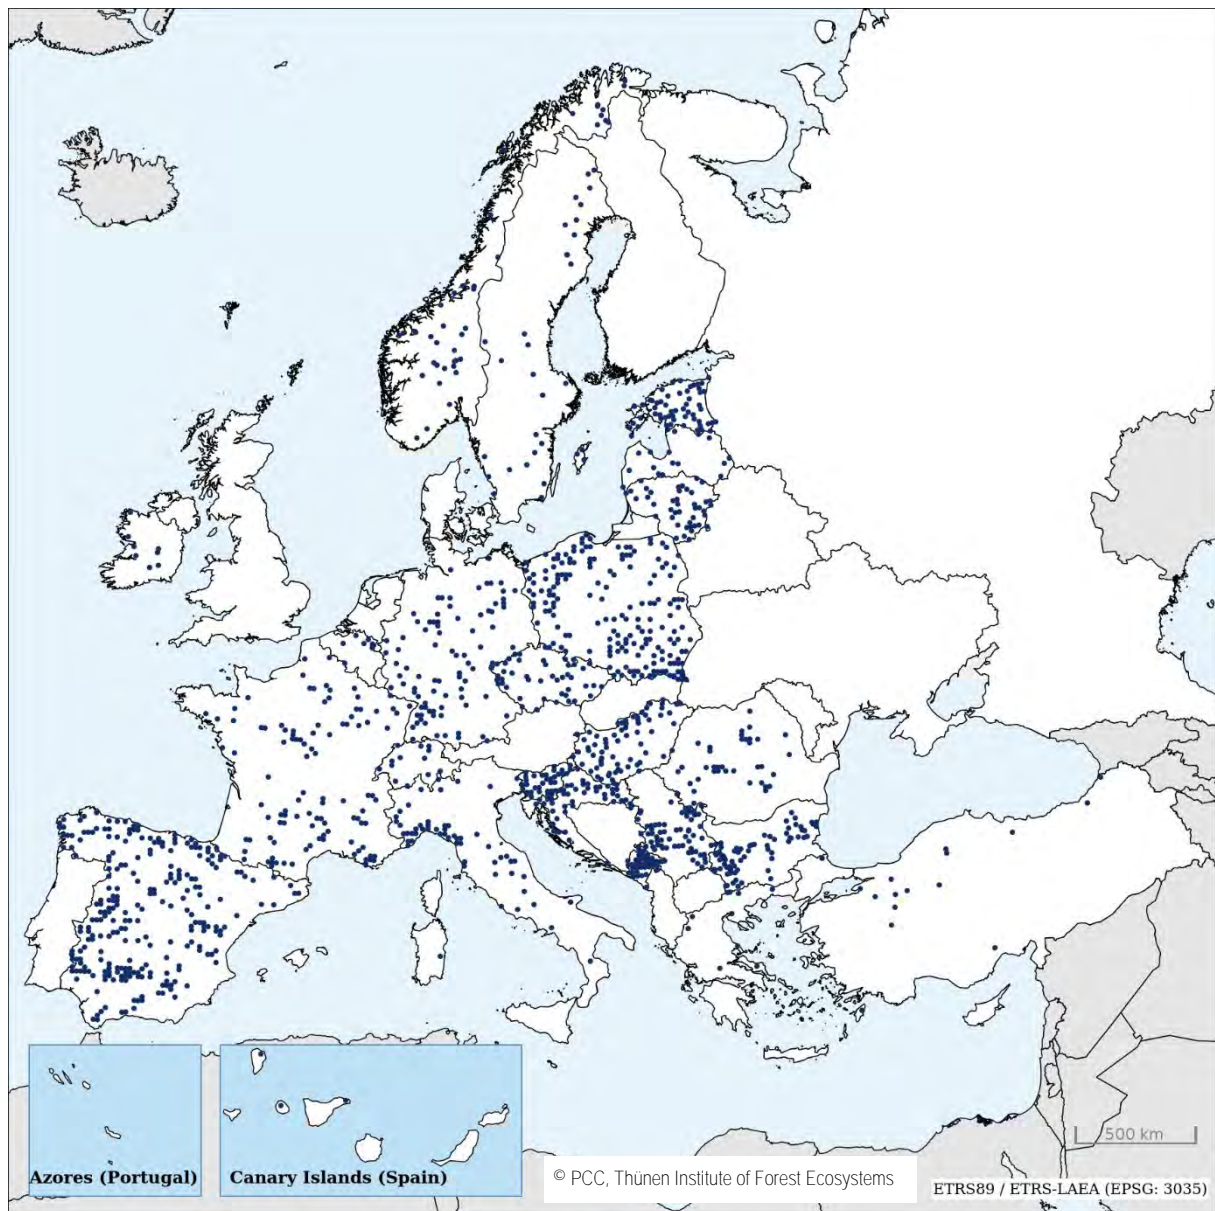 500 km
Azores (Portugal)
Canary Islands (Spain)
© PCC, Thünen Institute of Forest Ecosystems
ETRS89 / ETRS-LAEA (EPSG: 3035)